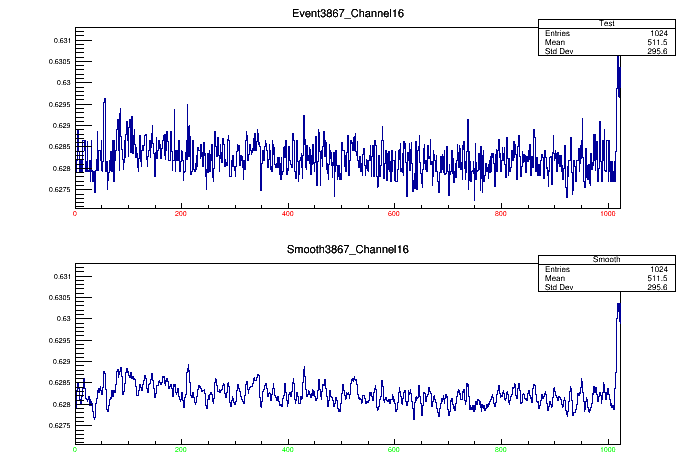 Event3867_Channel16
Test
Entries 1024
Mean 511.5
Std Dev 295.6
0.631
0.6305
0.63
0.6295
0.629
0.6285
0.628
0.6275
0 200 400 600 800 1000
Smooth3867_Channel16
Smooth
Entries 1024
Mean 511.5
Std Dev 295.6
0.631
0.6305
0.63
0.6295
0.629
0.6285
0.628
0.6275
0 200 400 600 800 1000